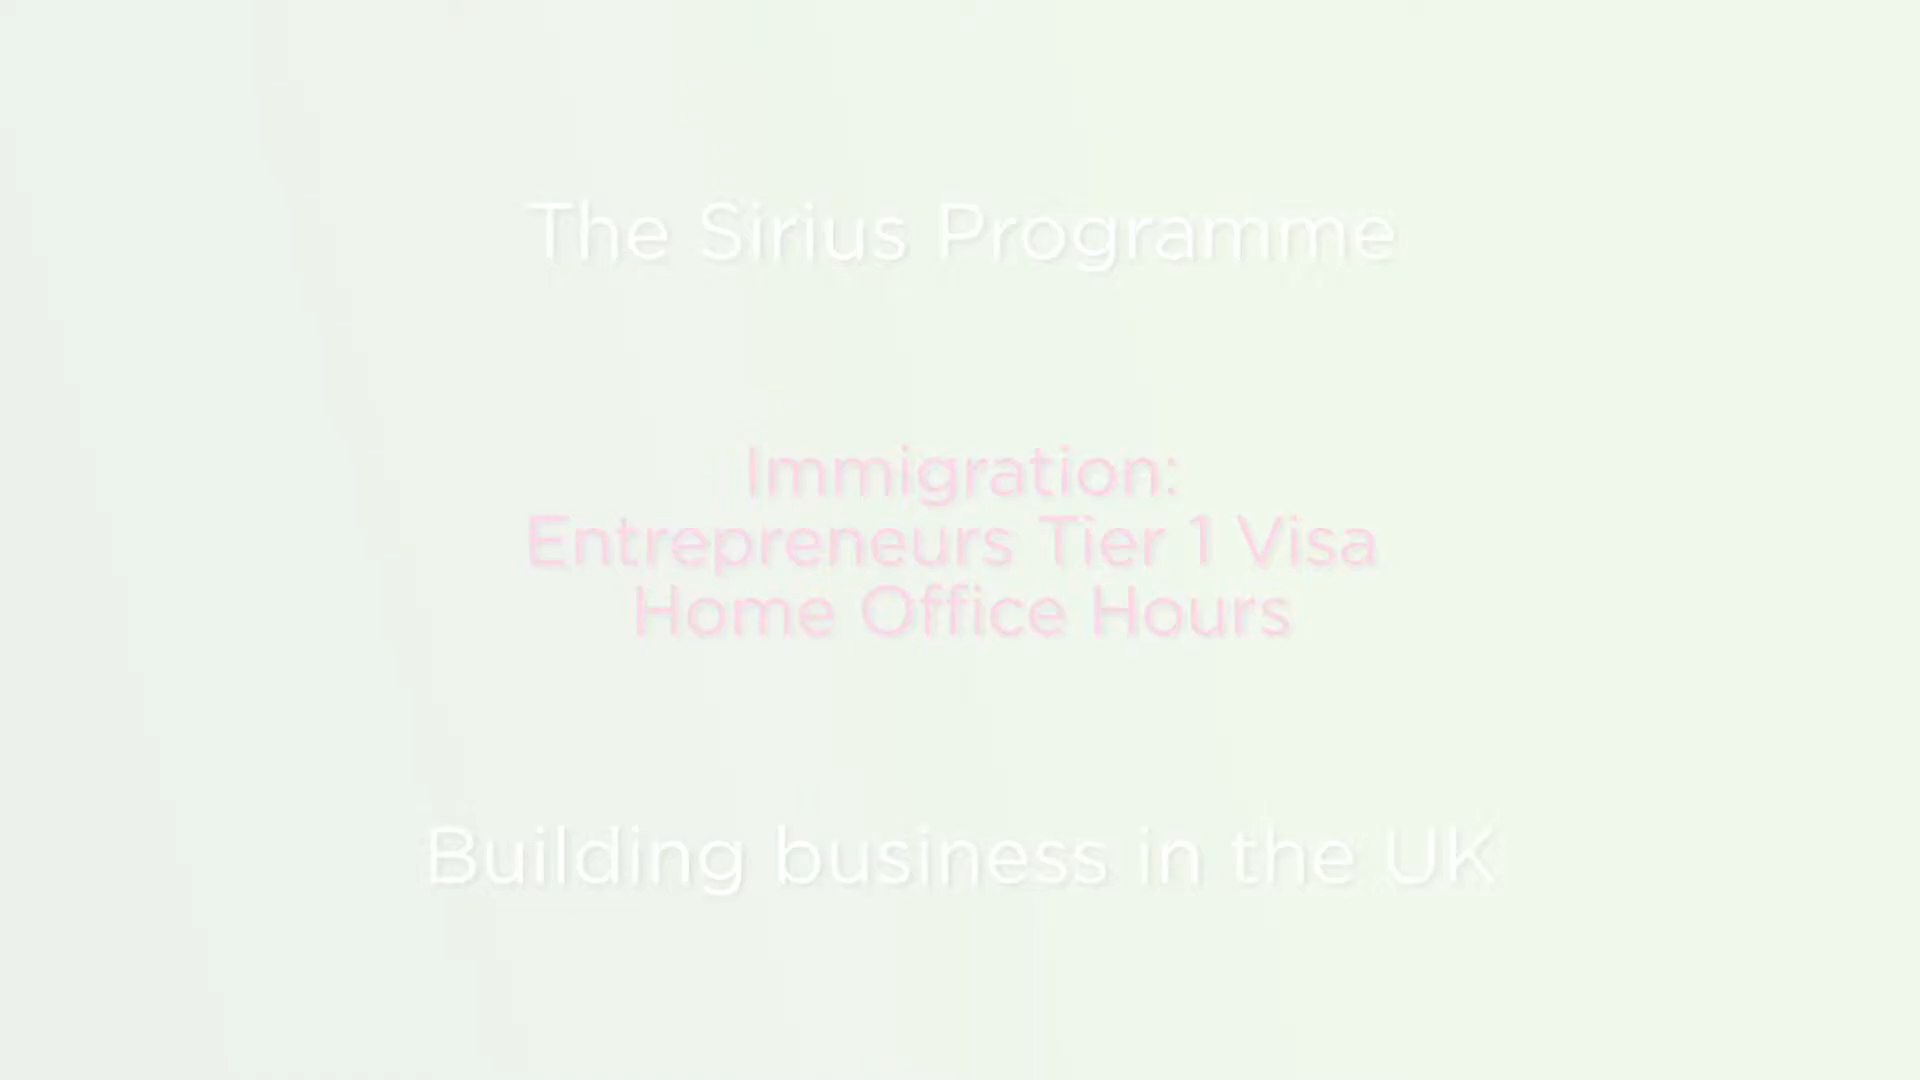 The Sirius Programme
Immigration:
Entrepreneurs Tier 1 Visa
Home Office Hours
Building business in the UK